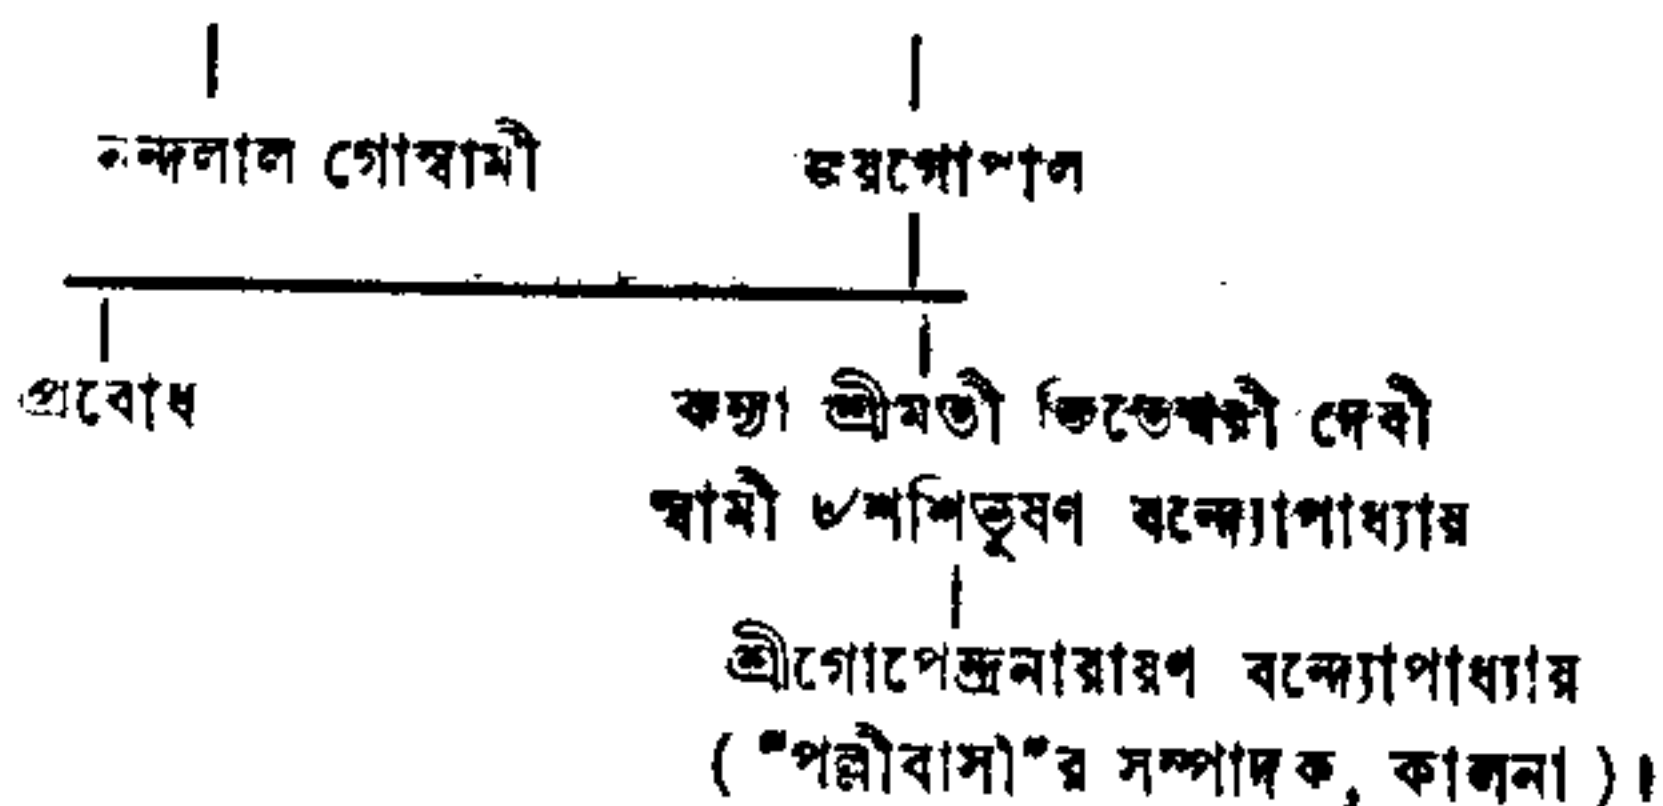 নন্দলাল গোস্বামী জয়গোপাল
প্রবোধ
কন্যা শ্রীমতী জিতেশ্বরী দেবী
স্বামী ৺শশিভূষণ বন্দ্যোপাধ্যায়
শ্রীগোপেন্দ্রনারায়ণ বন্দ্যোপাধ্যায়
( "পল্লীবাসী"র সম্পাদক, কালনা )।